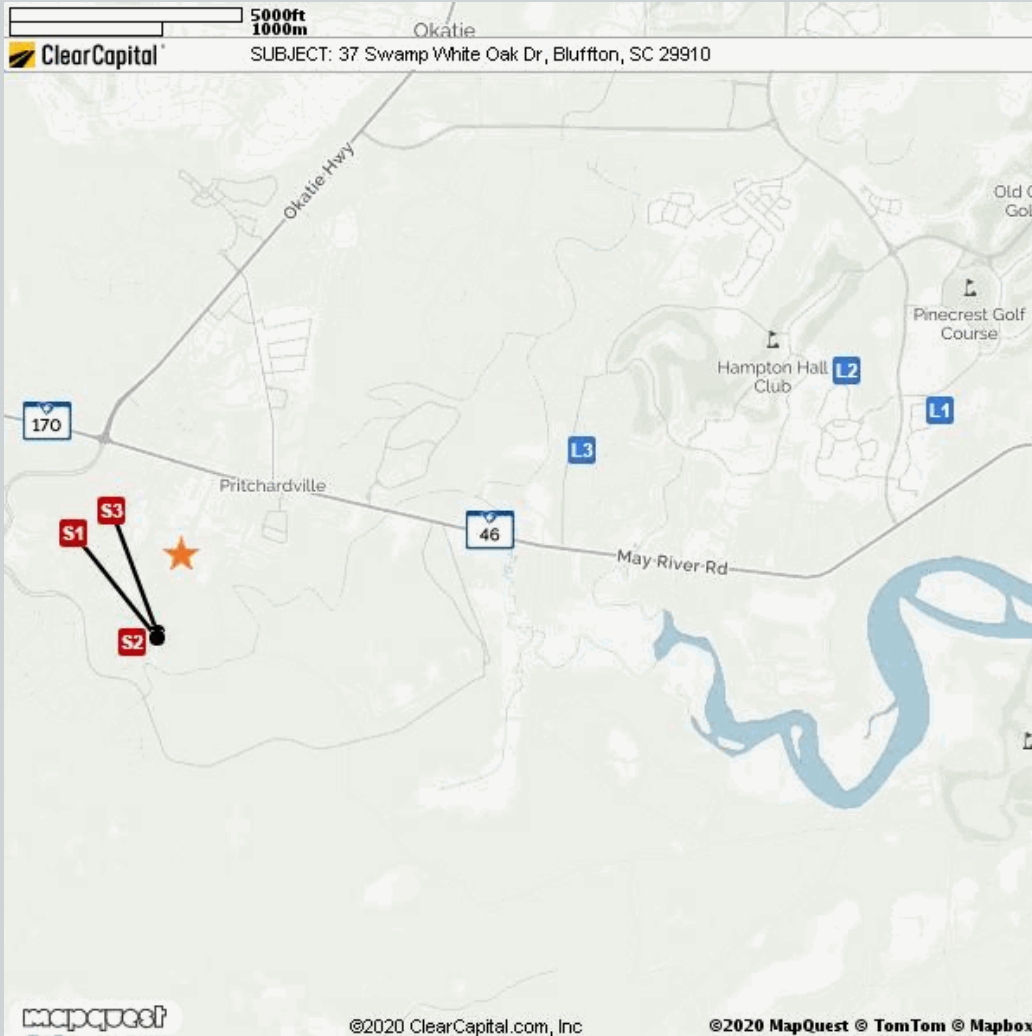 5000ft
1000m
Okatie
ClearCapital
SUBJECT: 37 Swamp White Oak Dr, Bluffton, SC 29910
Okatie Hwy
Pinecrest Golf
Course
Hampton Hall
Club
L2
L1
170
L3
Pritchardville
S3
S1
46
May River Rd
S2
mapquest
©2020 ClearCapital.com, Inc
©2020 MapQuest © TomTom © Mapbox